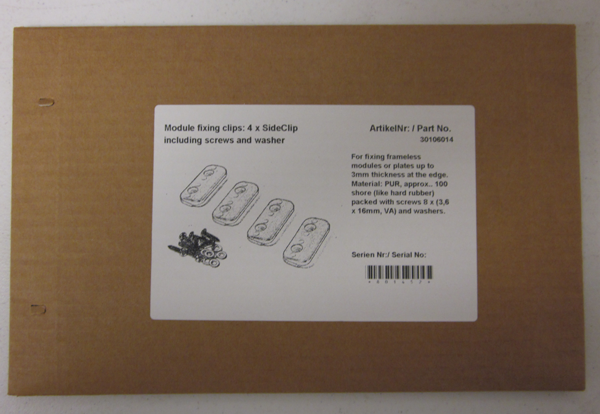 Module fixing clips: 4 x SideClip
including screws and washer
ArtikelNr: / Part No.
30106014
For fixing frameless
modules or plates up to
3mm thickness at the edge.
Material: PUR, approx.. 100
shore (like hard rubber)
packed with screws 8 x (3,6
x 16mm, VA) and washers.
Serien Nr:/ Serial No: